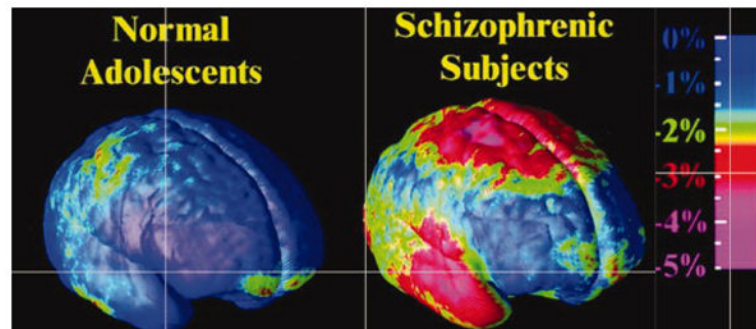 Normal
Adolescents
Schizophrenic
Subjects
0%
-1%
-2%
-3%
-4%
-5%